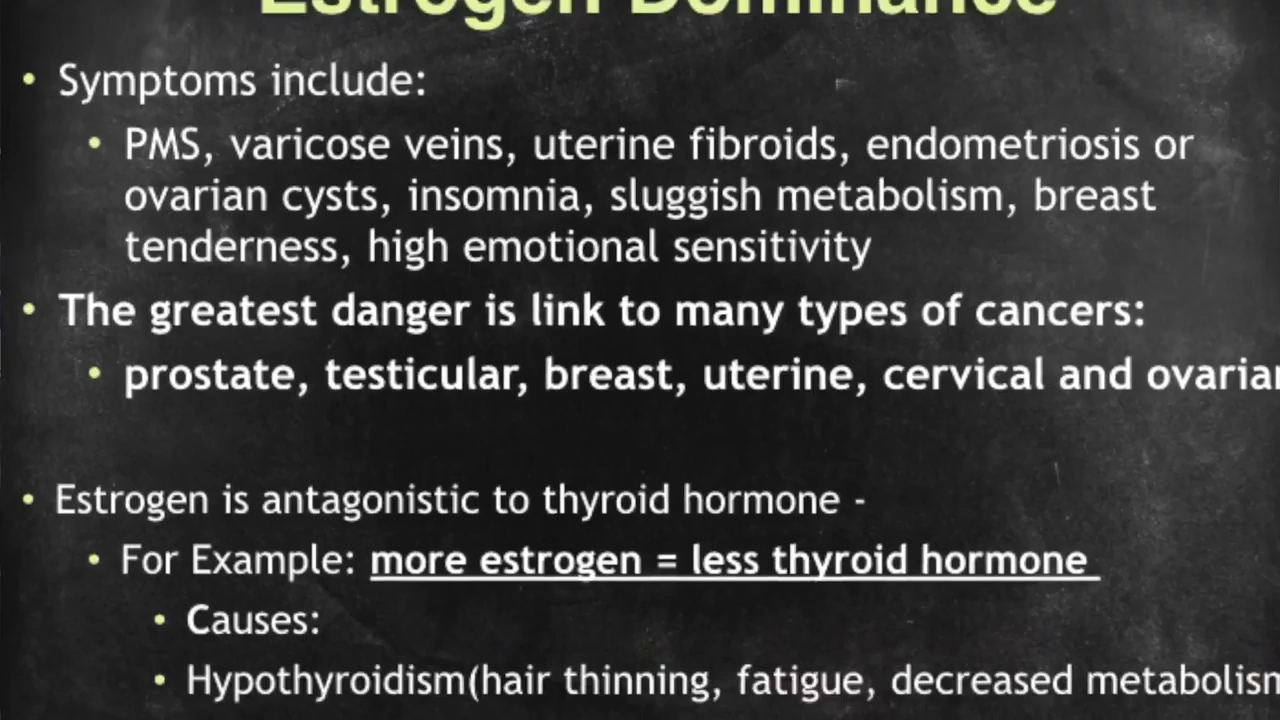 Estrogen Dominance
• Symptoms include:
• PMS, varicose veins, uterine fibroids, endometriosis or
ovarian cysts, insomnia, sluggish metabolism, breast
tenderness, high emotional sensitivity
• The greatest danger is link to many types of cancers:
• prostate, testicular, breast, uterine, cervical and ovarian
• Estrogen is antagonistic to thyroid hormone -
• For Example: more estrogen = less thyroid hormone
• Causes:
• Hypothyroidism(hair thinning, fatigue, decreased metabolism